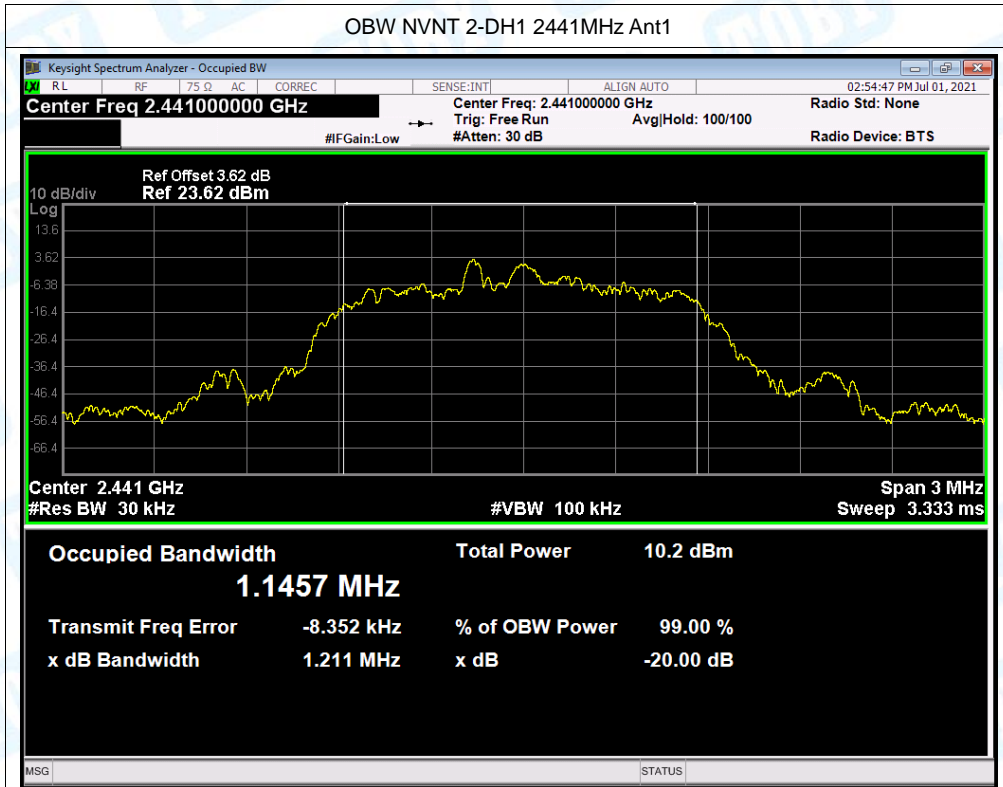 OBW NVNT 2-DH1 2441MHz Ant1
Keysight Spectrum Analyzer - Occupied BW
LXI RL RF 75 Ω AC CORREC SENSE:INT ALIGN AUTO 02:54:47 PM Jul 01, 2021
Center Freq 2.441000000 GHz Center Freq: 2.441000000 GHz Radio Std: None
Trig: Free Run Avg|Hold: 100/100
#IFGain:Low #Atten: 30 dB Radio Device: BTS
Ref Offset 3.62 dB
10 dB/div Ref 23.62 dBm
Log
13.6
3.62
-6.38
-16.4
-26.4
-36.4
-46.4
-56.4
-66.4
Center 2.441 GHz Span 3 MHz
#Res BW 30 kHz #VBW 100 kHz Sweep 3.333 ms
Occupied Bandwidth Total Power 10.2 dBm
1.1457 MHz
Transmit Freq Error -8.352 kHz % of OBW Power 99.00 %
x dB Bandwidth 1.211 MHz x dB -20.00 dB
MSG STATUS